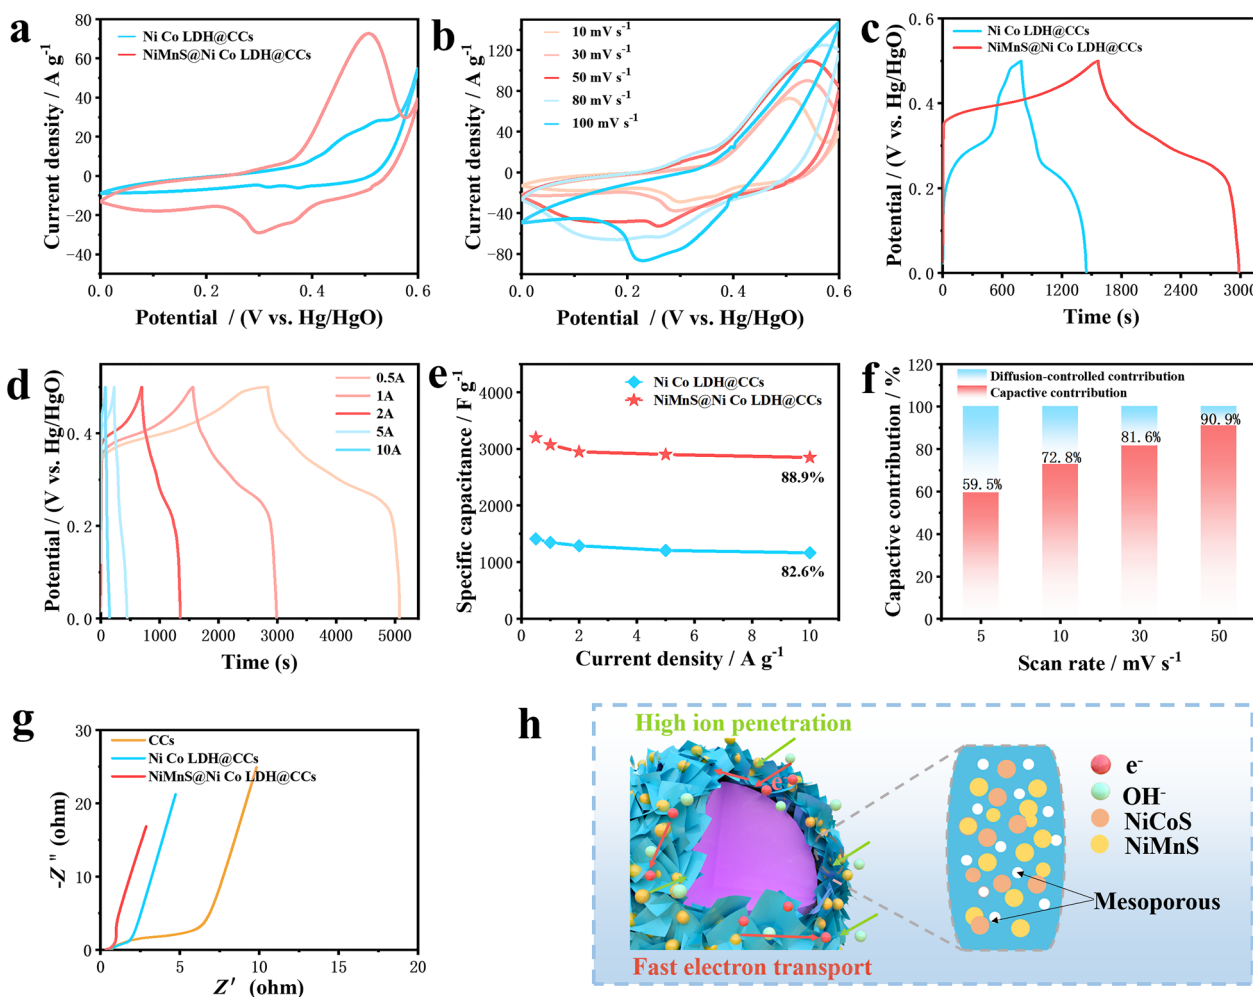 a
Ni Co LDH@CCs
NiMnS@Ni Co LDH@CCs
Current density / A g-1
80
60
40
20
0
−20
−40
0.0
0.2
0.4
0.6
Potential / (V vs. Hg/HgO)
b
10 mV s-1
30 mV s-1
50 mV s-1
80 mV s-1
100 mV s-1
Current density / A g-1
120
80
40
0
−40
−80
0.0
0.2
0.4
0.6
Potential / (V vs. Hg/HgO)
c
Ni Co LDH@CCs
NiMnS@Ni Co LDH@CCs
Potential / (V vs. Hg/HgO)
0.6
0.4
0.2
0.0
0
600
1200
1800
2400
3000
Time (s)
d
0.5A
1A
2A
5A
10A
Potential / (V vs. Hg/HgO)
0.4
0.2
0.0
0
1000
2000
3000
4000
5000
Time (s)
e
Ni Co LDH@CCs
NiMnS@Ni Co LDH@CCs
Specific capacitance / F g-1
4000
3000
2000
1000
0
88.9%
82.6%
0
2
4
6
8
10
Current density / A g-1
f
Diffusion-controlled contrribution
Capactive contrribution
Capactive contribution / %
120
100
80
60
40
20
0
59.5%
72.8%
81.6%
90.9%
5
10
30
50
Scan rate / mV s-1
g
CCs
Ni Co LDH@CCs
NiMnS@Ni Co LDH@CCs
-Z'' (ohm)
30
20
10
0
0
5
10
15
20
Z' (ohm)
h
High ion penetration
e-
Fast electron transport
e-
OH-
NiCoS
NiMnS
Mesoporous